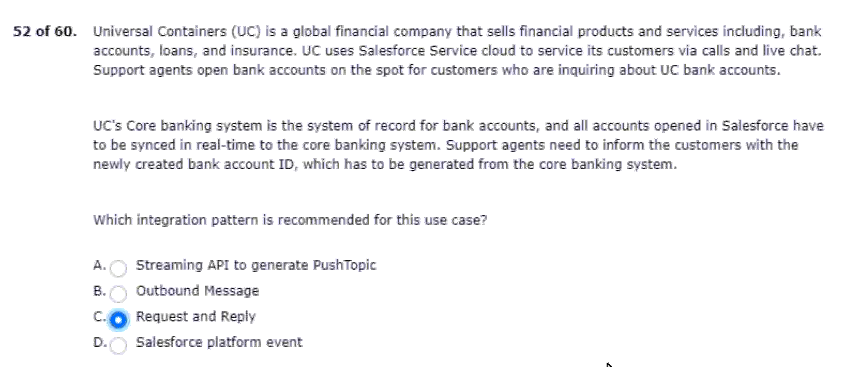 52 of 60. Universal Containers (UC) is a global financial company that sells financial products and services including, bank
accounts, loans, and insurance. UC uses Salesforce Service cloud to service its customers via calls and live chat.
Support agents open bank accounts on the spot for customers who are inquiring about UC bank accounts.
UC's Core banking system is the system of record for bank accounts, and all accounts opened in Salesforce have
to be synced in real-time to the core banking system. Support agents need to inform the customers with the
newly created bank account ID, which has to be generated from the core banking system.
Which integration pattern is recommended for this use case?
A. Streaming API to generate PushTopic
B. Outbound Message
C. Request and Reply
D. Salesforce platform event